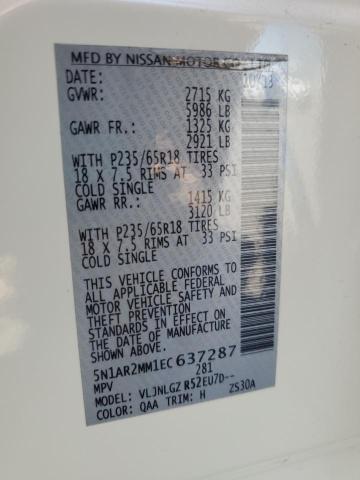 MFD BY NISSAN MOTOR CO., LTD.
DATE: 10/13
GVWR: 2715 KG
5986 LB
GAWR FR.: 1325 KG
2921 LB
WITH P235/65R18 TIRES
18 X 7.5 RIMS AT 33 PSI
COLD SINGLE
GAWR RR.: 1415 KG
3120 LB
WITH P235/65R18 TIRES
18 X 7.5 RIMS AT 33 PSI
COLD SINGLE
THIS VEHICLE CONFORMS TO
ALL APPLICABLE FEDERAL
MOTOR VEHICLE SAFETY AND
THEFT PREVENTION
STANDARDS IN EFFECT ON
THE DATE OF MANUFACTURE
5N1AR2MM1EC637287
MPV 281
MODEL: VLJNLGZ R52EU7D--
COLOR: QAA TRIM: H ZS30A